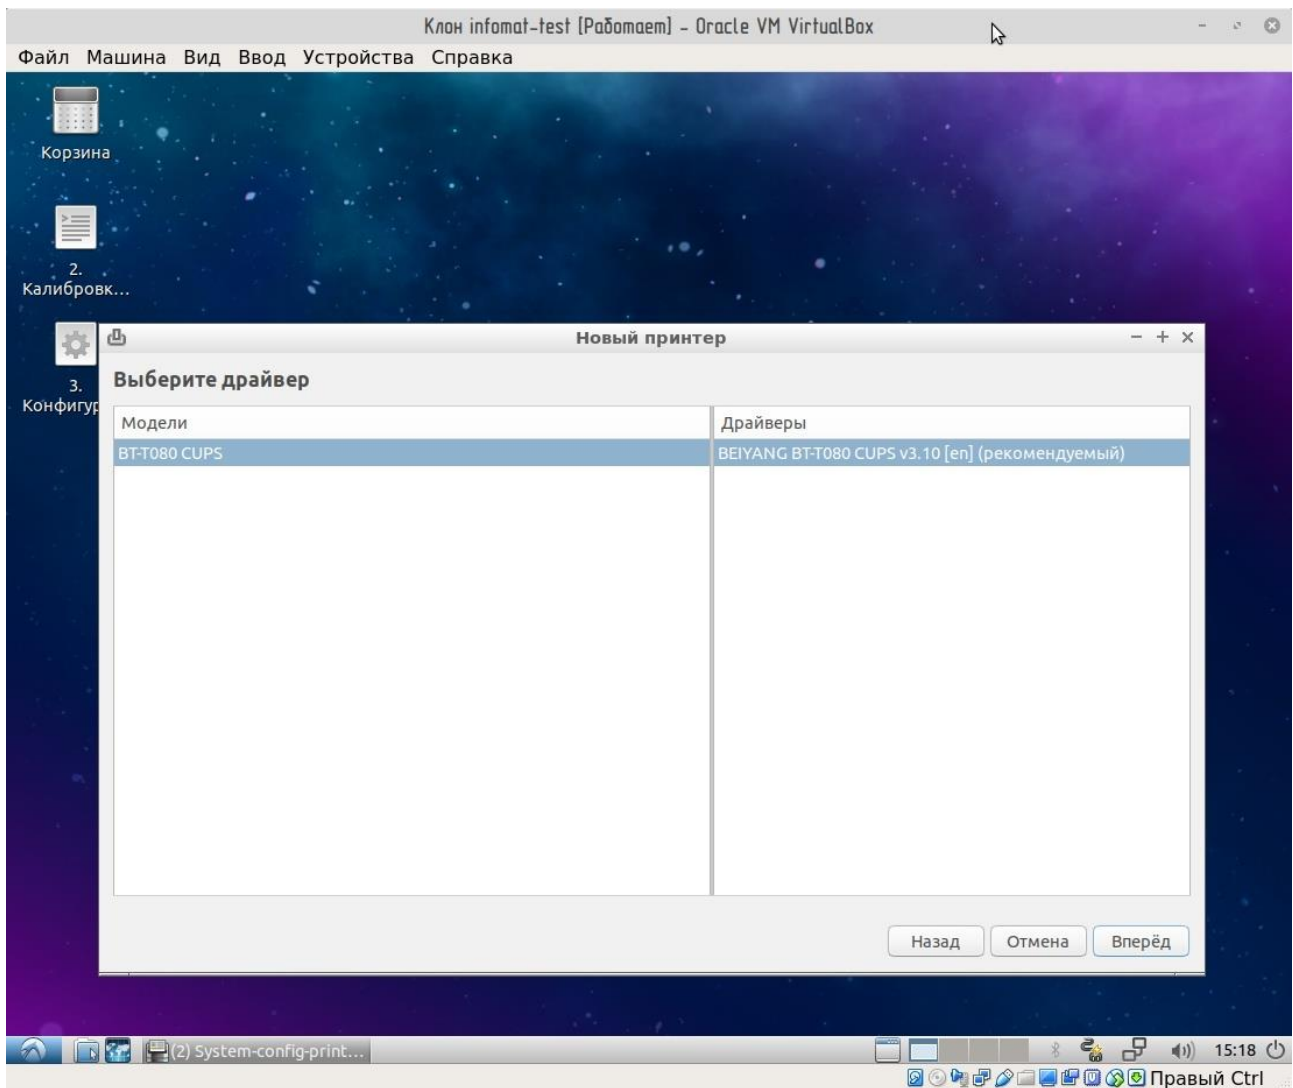 Клон infomat-test [Работает] - Oracle VM VirtualBox
Файл Машина Вид Ввод Устройства Справка
Корзина
2.
Калибровк...
3.
Конфигур
Новый принтер
Выберите драйвер
Модели Драйверы
BT-T080 CUPS BEIYANG BT-T080 CUPS v3.10 [en] (рекомендуемый)
Назад Отмена Вперёд
(2) System-config-print...
15:18
Правый Ctrl